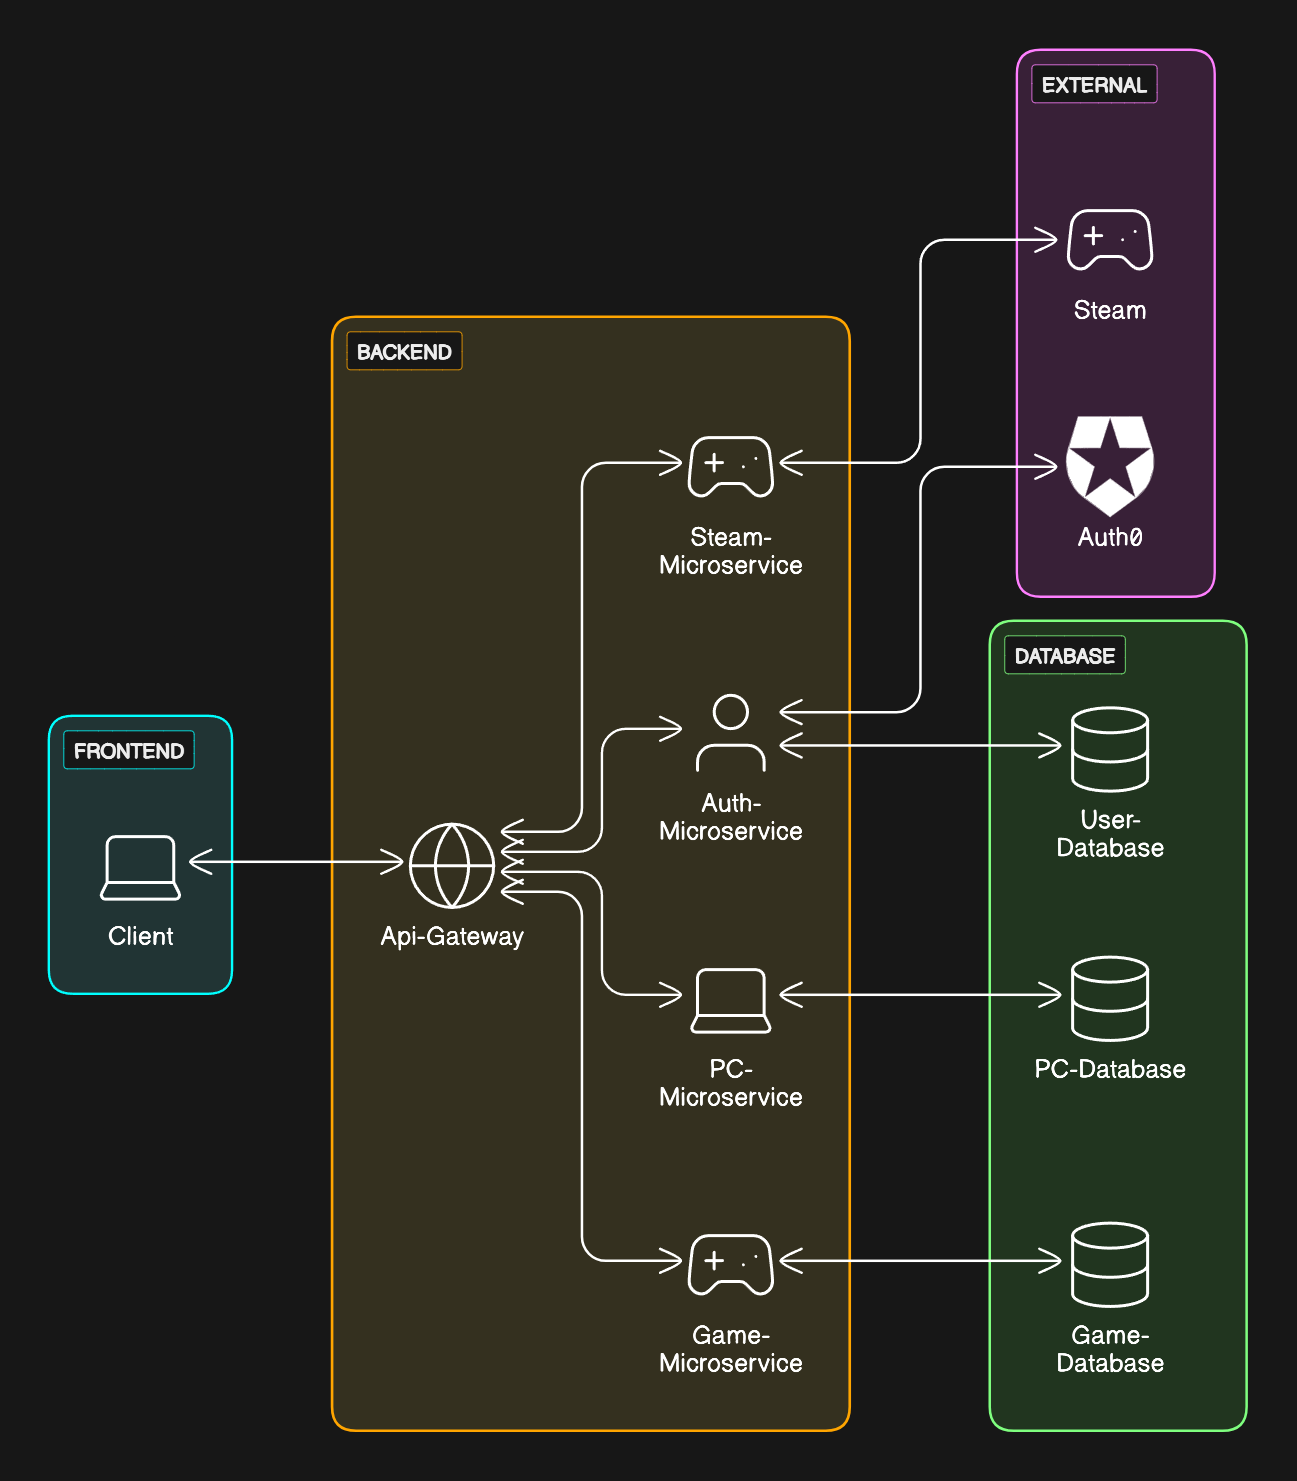 EXTERNAL
Steam
Auth0
BACKEND
Steam-
Microservice
Auth-
Microservice
Api-Gateway
PC-
Microservice
Game-
Microservice
FRONTEND
Client
DATABASE
User-
Database
PC-Database
Game-
Database